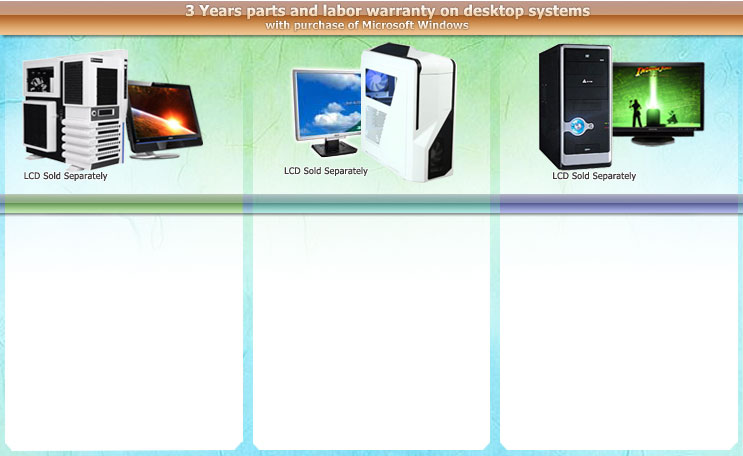 3 Years parts and labor warranty on desktop systems
with purchase of Microsoft Windows
LCD Sold Separately
LCD Sold Separately
LCD Sold Separately